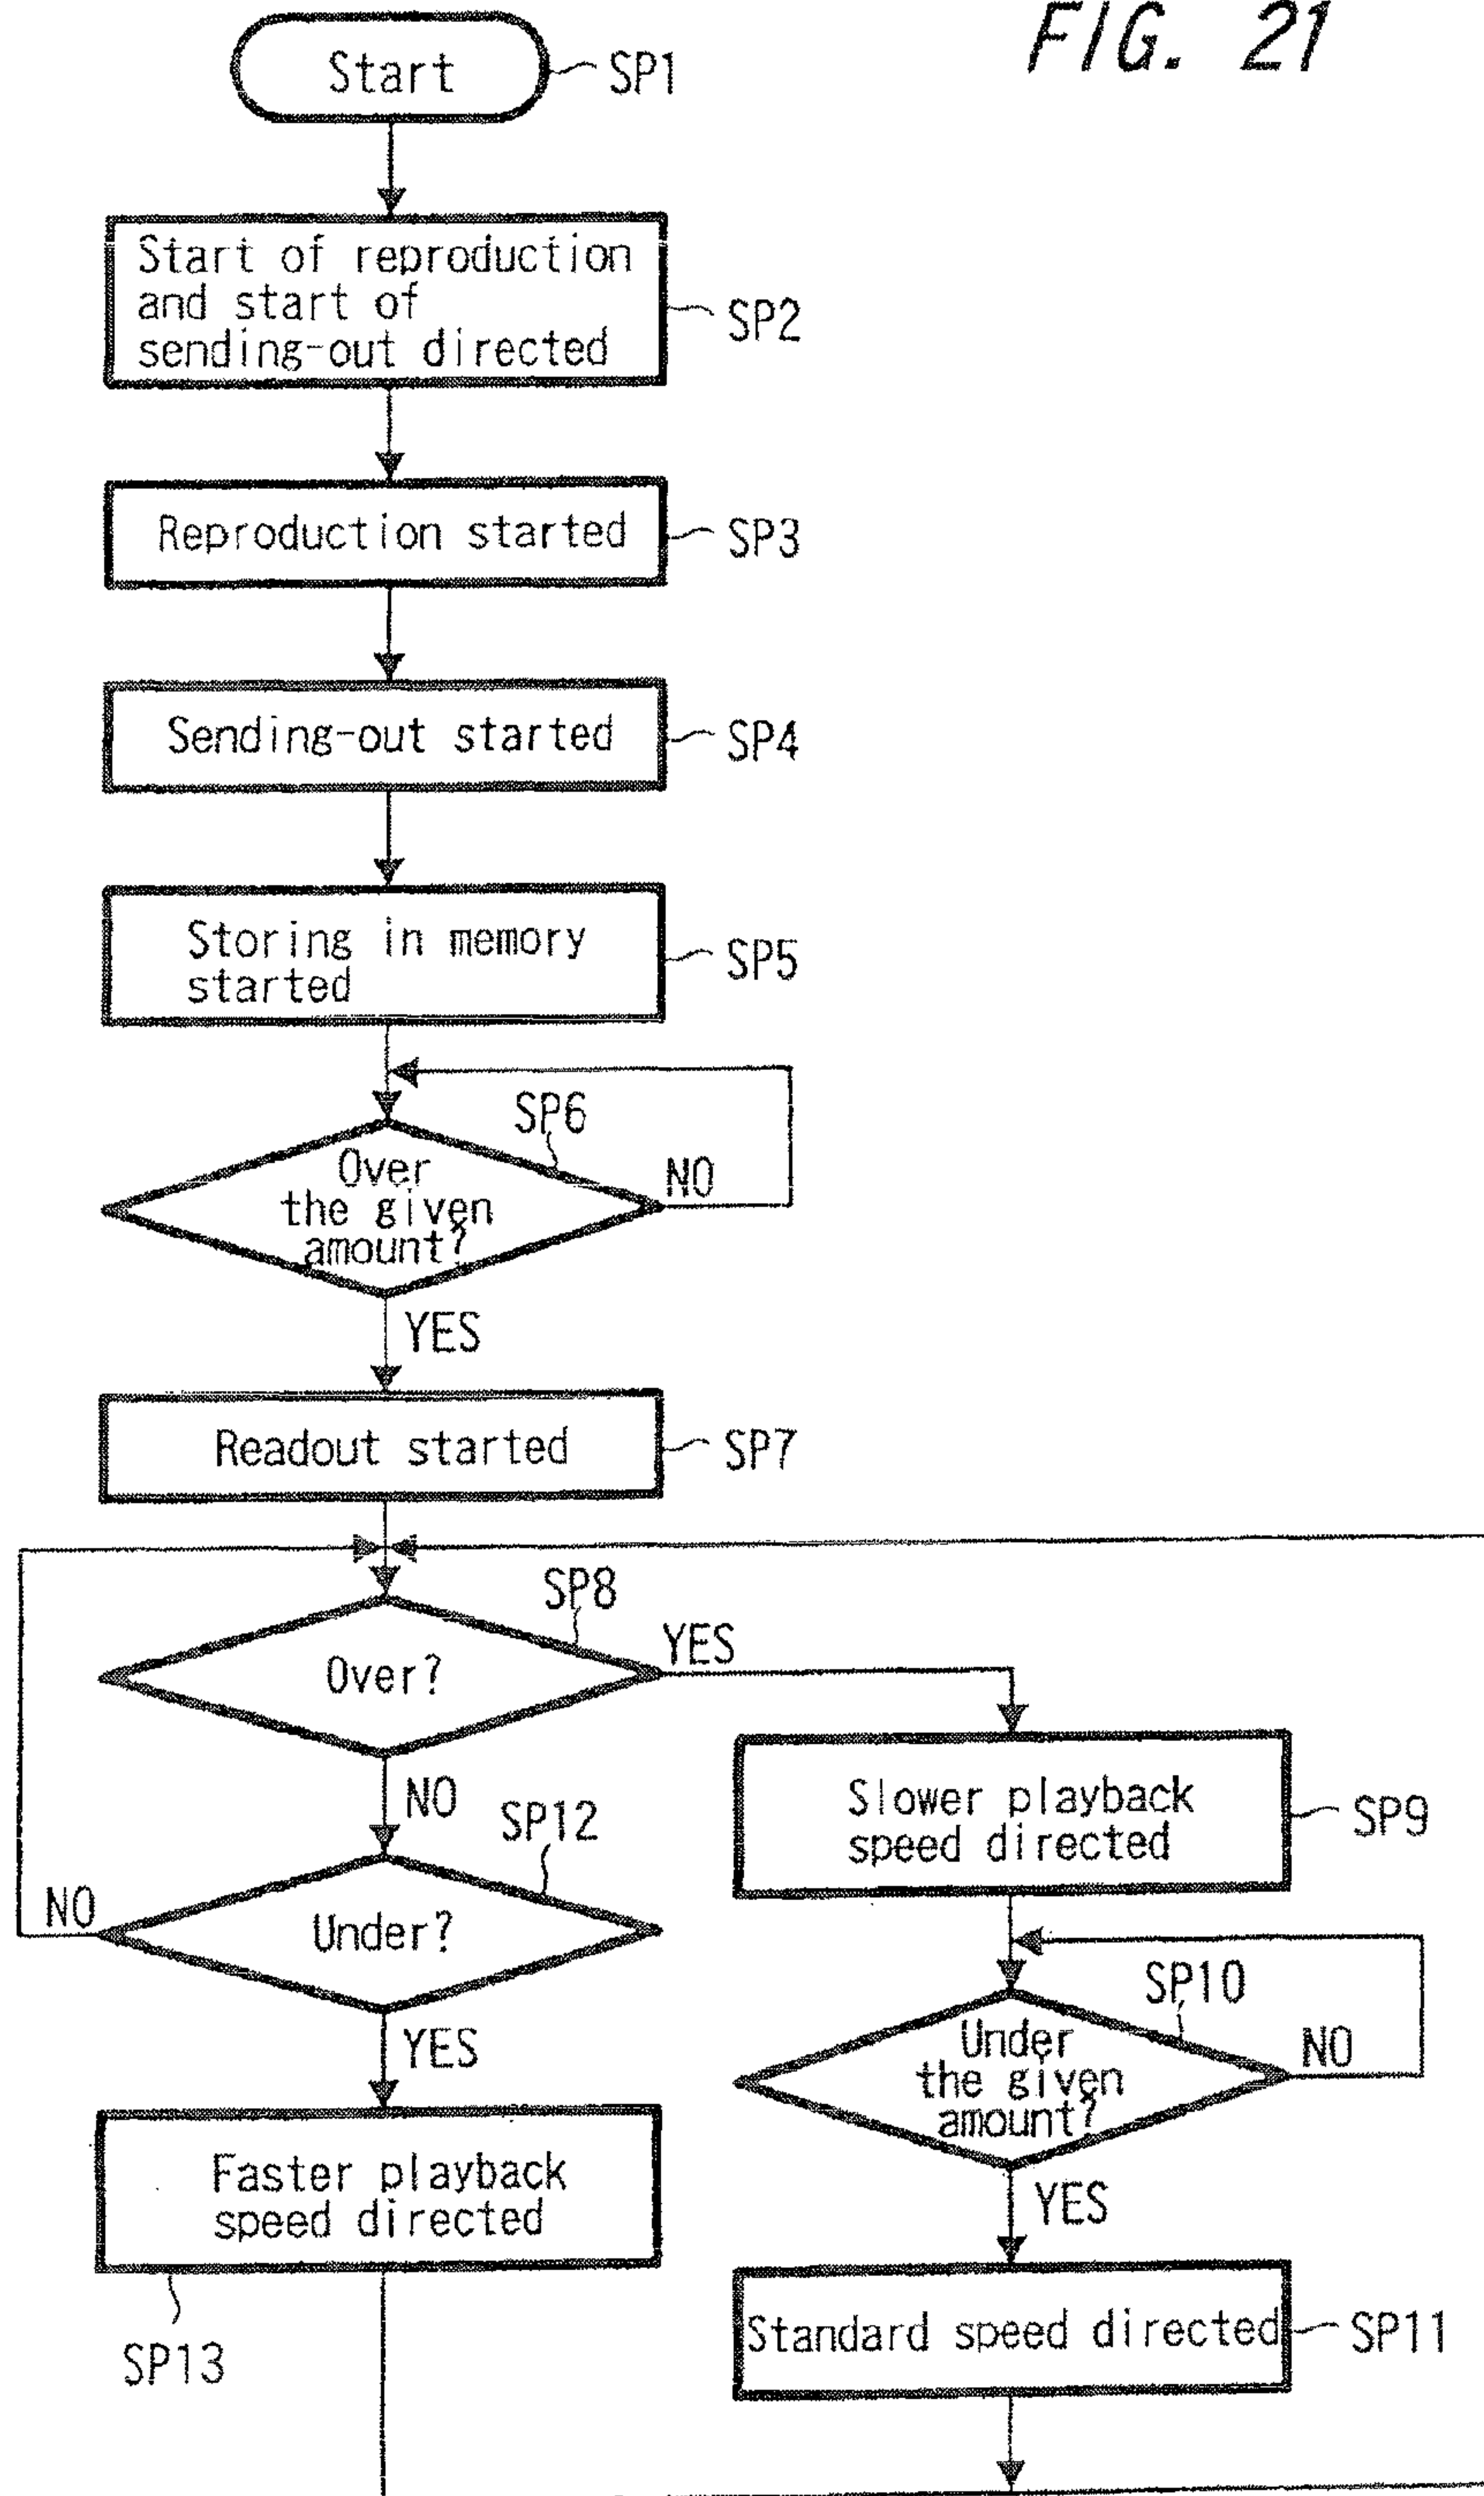 FIG. 21
Start
SP1
Start of reproduction
and start of
sending-out directed
SP2
Reproduction started
SP3
Sending-out started
SP4
Storing in memory
started
SP5
SP6
Over
the given
amount?
NO
YES
Readout started
SP7
SP8
Over?
YES
NO
Slower playback
speed directed
SP9
SP12
Under?
NO
YES
SP10
Under
the given
amount?
NO
YES
Faster playback
speed directed
SP13
Standard speed directed
SP11